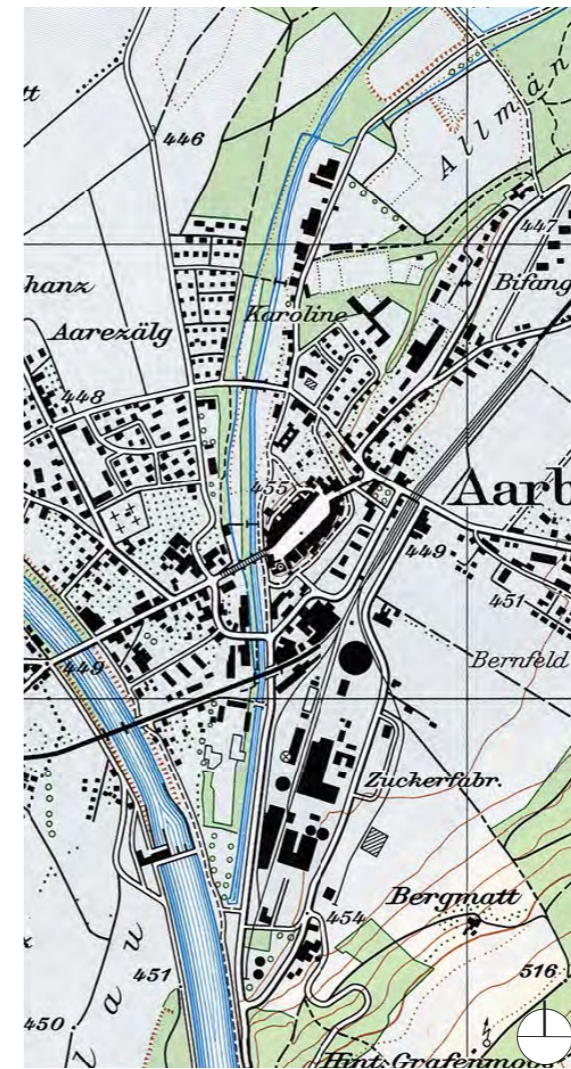 tt
446
Allmän
447
hanz
Karoline
Bifang
Aarezälg
448
455
Aarb
449
451
449
Bernfeld
Zuckerfabr.
Bergmatt
454
516
451
450
l a u
Hint. Grafenmoos